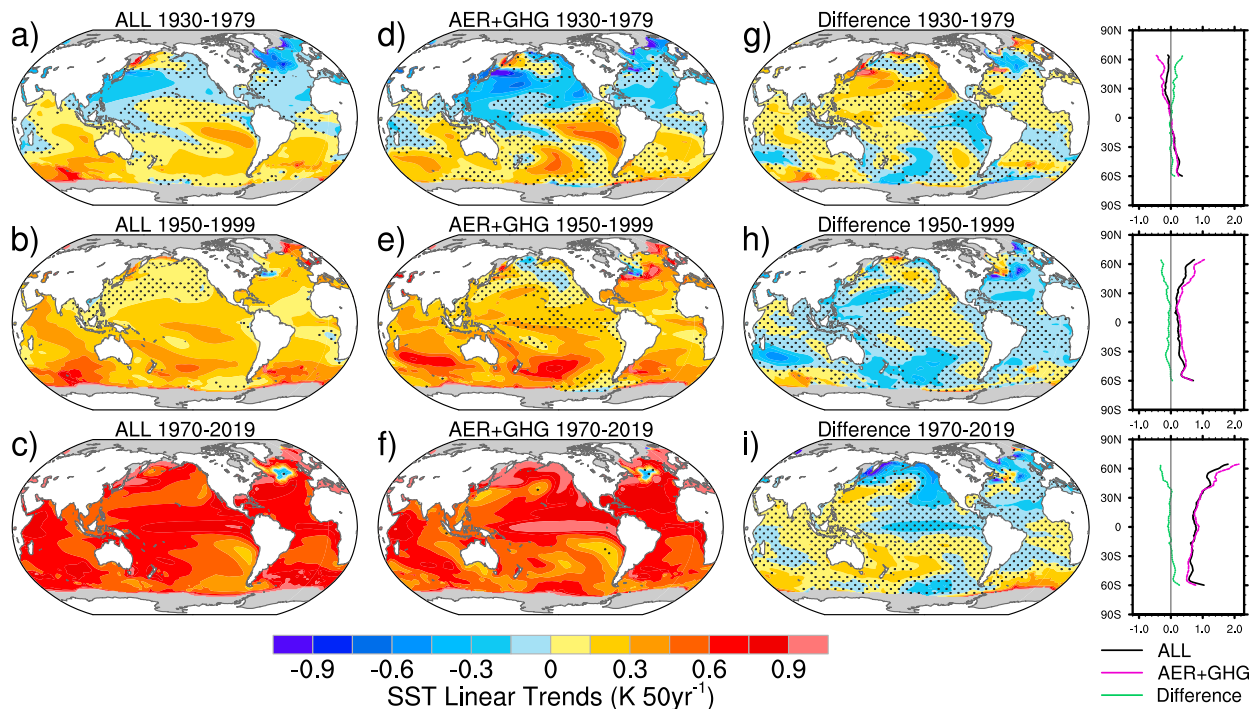 ALL 1930-1979
AER+GHG 1930-1979
Difference 1930-1979
a)
d)
g)
90N
60N
30N
0
30S
60S
90S
-1.0 0.0 1.0 2.0
ALL 1950-1999
AER+GHG 1950-1999
Difference 1950-1999
b)
e)
h)
90N
60N
30N
0
30S
60S
90S
-1.0 0.0 1.0 2.0
ALL 1970-2019
AER+GHG 1970-2019
Difference 1970-2019
c)
f)
i)
90N
60N
30N
0
30S
60S
90S
-1.0 0.0 1.0 2.0
-0.9 -0.6 -0.3 0 0.3 0.6 0.9
SST Linear Trends (K 50yr⁻¹)
ALL
AER+GHG
Difference